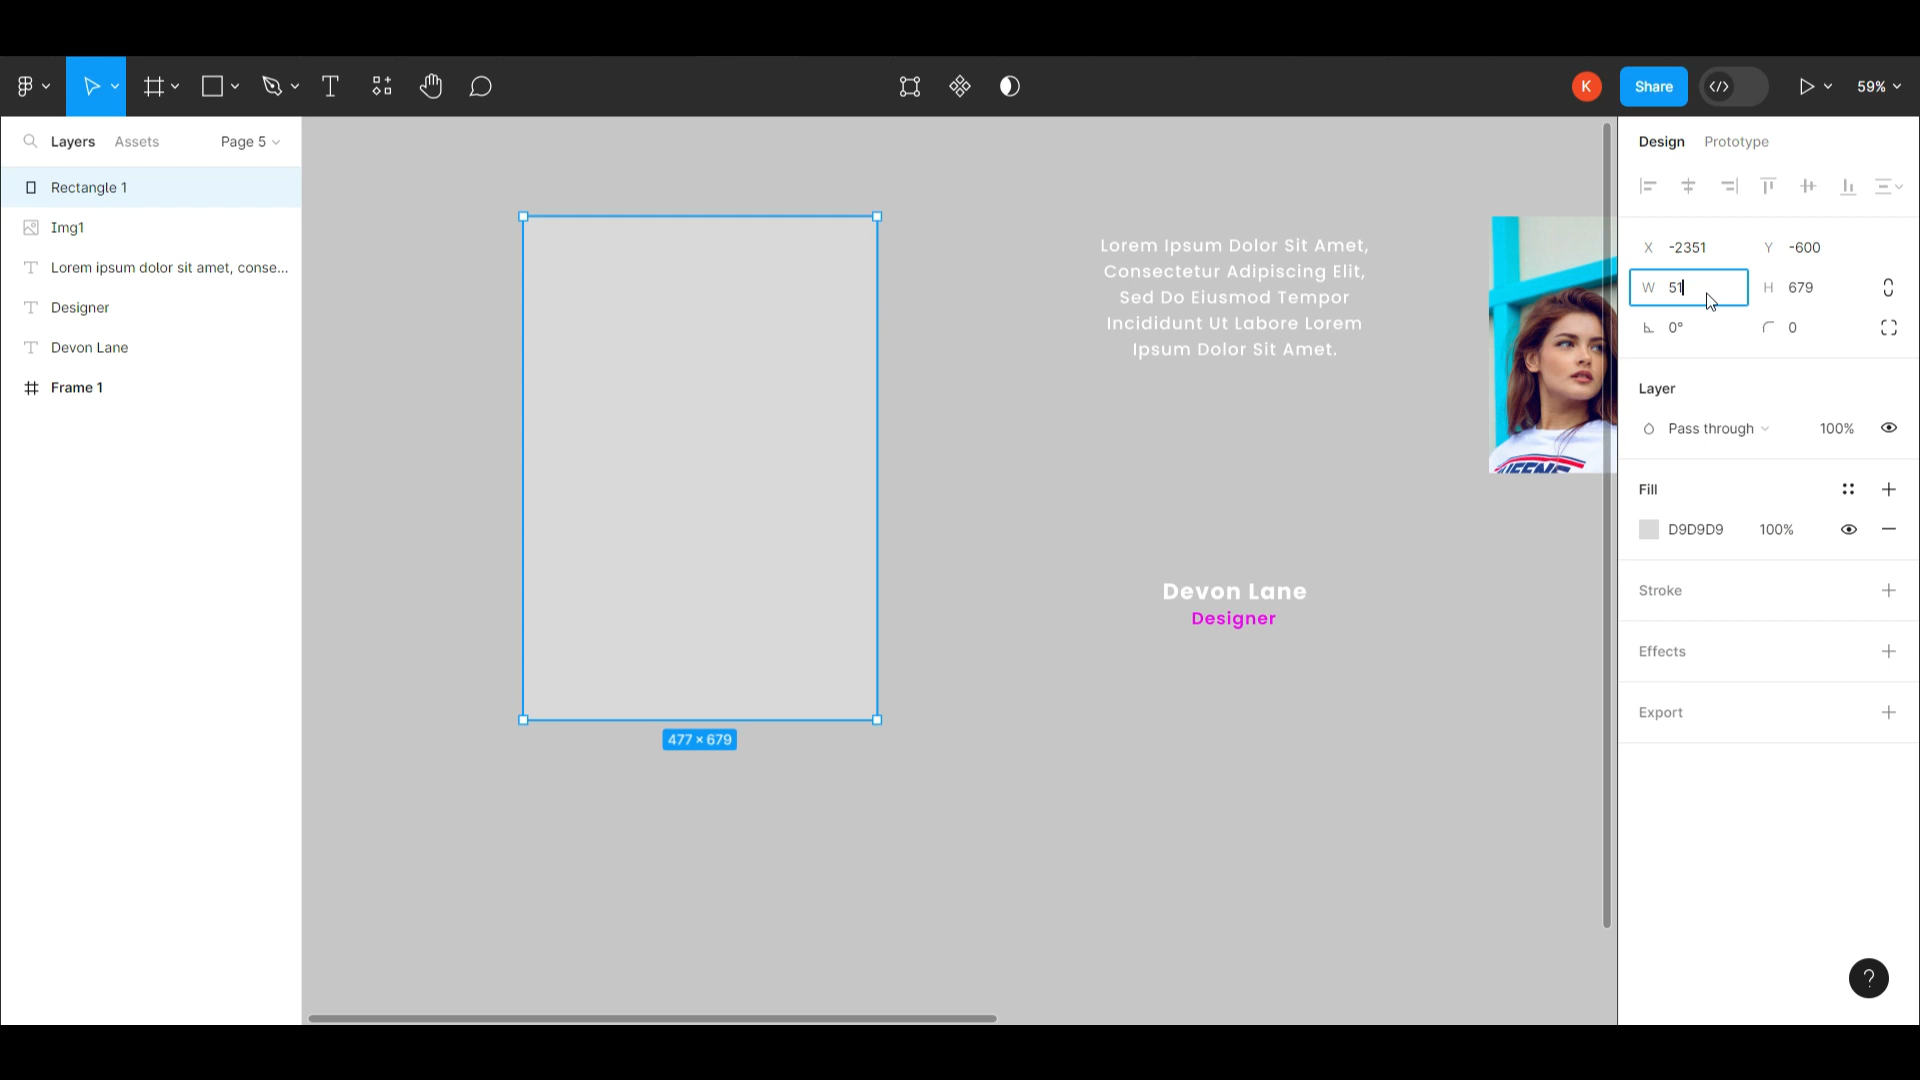 K
Share
59%
Layers
Assets
Page 5
Design
Prototype
Rectangle 1
Img1
Lorem ipsum dolor sit amet, conse...
Designer
Devon Lane
Frame 1
Lorem Ipsum Dolor Sit Amet,
Consectetur Adipiscing Elit,
Sed Do Eiusmod Tempor
Incididunt Ut Labore Lorem
Ipsum Dolor Sit Amet.
Devon Lane
Designer
477 × 679
X -2351
Y -600
W 51
H 679
0°
0
Layer
Pass through
100%
Fill
D9D9D9
100%
Stroke
Effects
Export
?